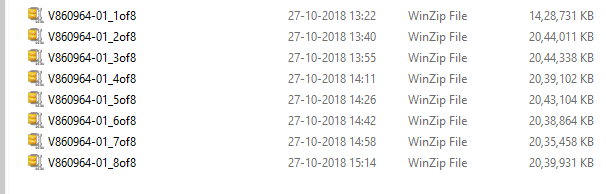 V860964-01_1of8 27-10-2018 13:22 WinZip File 14,28,731 KB
V860964-01_2of8 27-10-2018 13:40 WinZip File 20,44,011 KB
V860964-01_3of8 27-10-2018 13:55 WinZip File 20,44,338 KB
V860964-01_4of8 27-10-2018 14:11 WinZip File 20,39,102 KB
V860964-01_5of8 27-10-2018 14:26 WinZip File 20,43,104 KB
V860964-01_6of8 27-10-2018 14:42 WinZip File 20,38,864 KB
V860964-01_7of8 27-10-2018 14:58 WinZip File 20,35,458 KB
V860964-01_8of8 27-10-2018 15:14 WinZip File 20,39,931 KB